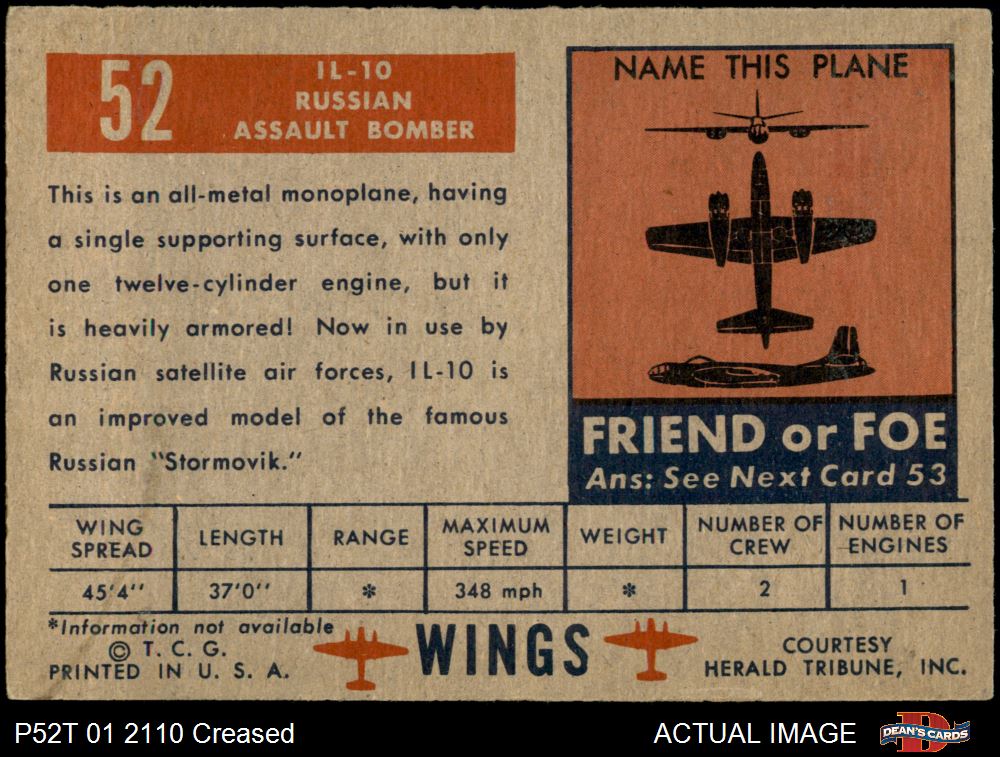 52
IL-10
RUSSIAN
ASSAULT BOMBER
This is an all-metal monoplane, having
a single supporting surface, with only
one twelve-cylinder engine, but it
is heavily armored! Now in use by
Russian satellite air forces, IL-10 is
an improved model of the famous
Russian "Stormovik."
NAME THIS PLANE
FRIEND or FOE
Ans: See Next Card 53
WING SPREAD LENGTH RANGE MAXIMUM SPEED WEIGHT NUMBER OF CREW NUMBER OF ENGINES
45'4" 37'0" * 348 mph * 2 1
*Information not available
© T. C. G.
PRINTED IN U. S. A.
WINGS
COURTESY
HERALD TRIBUNE, INC.
P52T 01 2110 Creased
ACTUAL IMAGE
DEAN'S CARDS